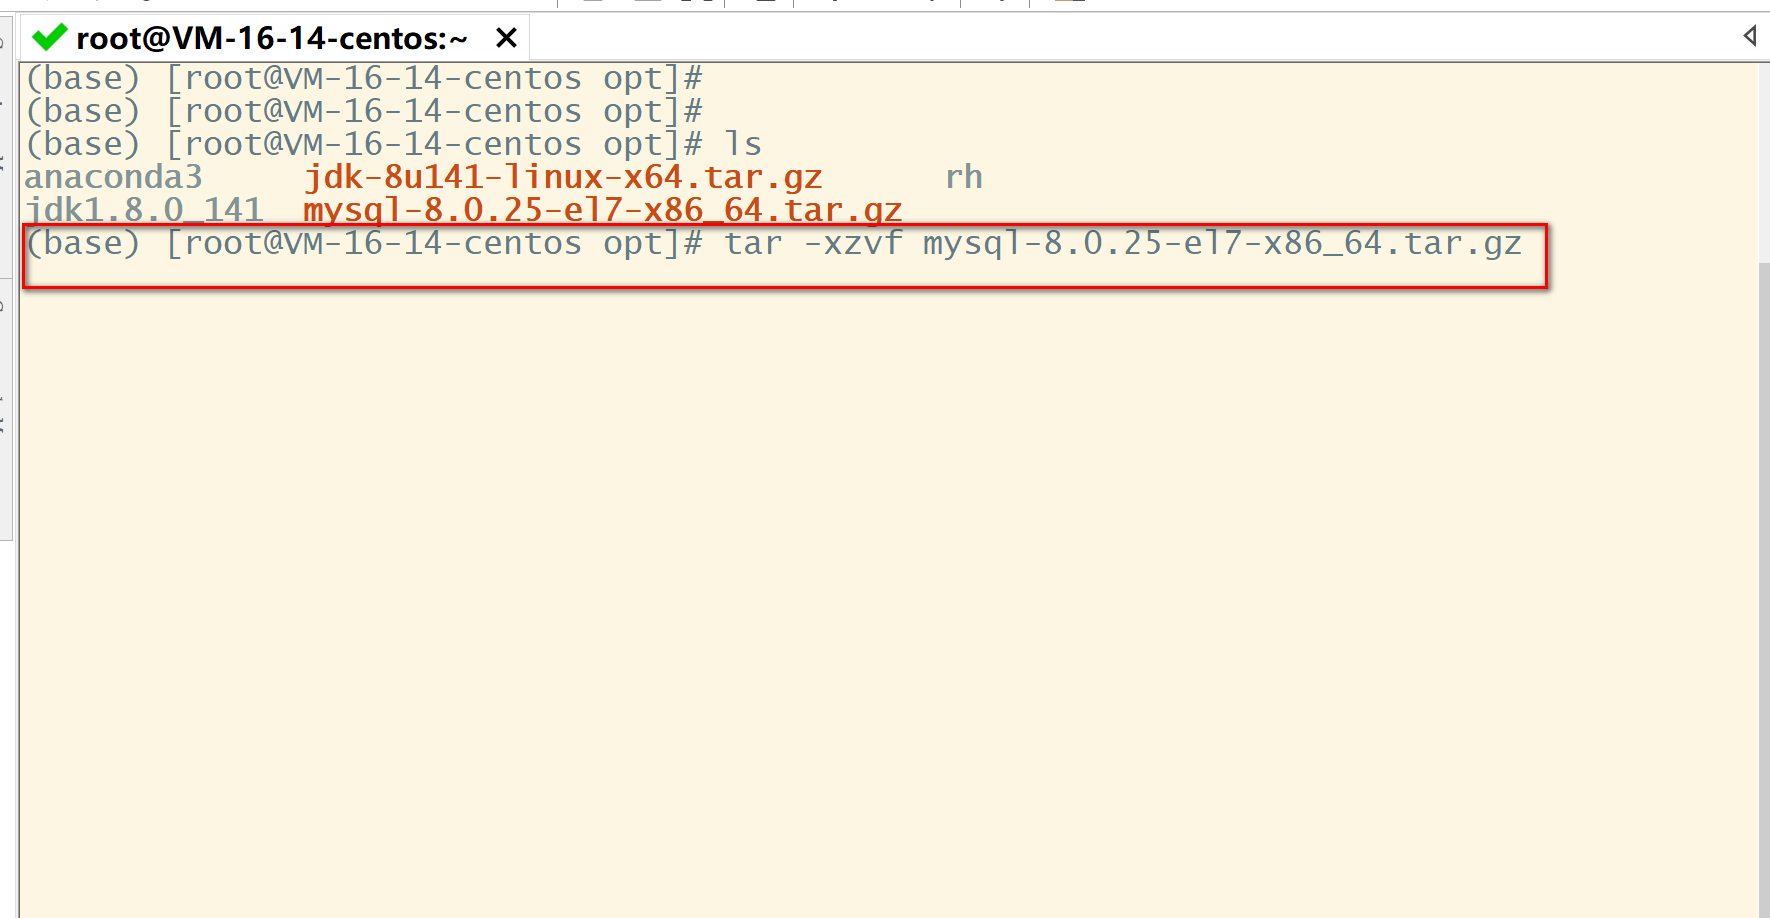 root@VM-16-14-centos:~
(base) [root@VM-16-14-centos opt]#
(base) [root@VM-16-14-centos opt]#
(base) [root@VM-16-14-centos opt]# ls
anaconda3 jdk-8u141-linux-x64.tar.gz rh
jdk1.8.0_141 mysql-8.0.25-el7-x86_64.tar.gz
(base) [root@VM-16-14-centos opt]# tar -xzvf mysql-8.0.25-el7-x86_64.tar.gz